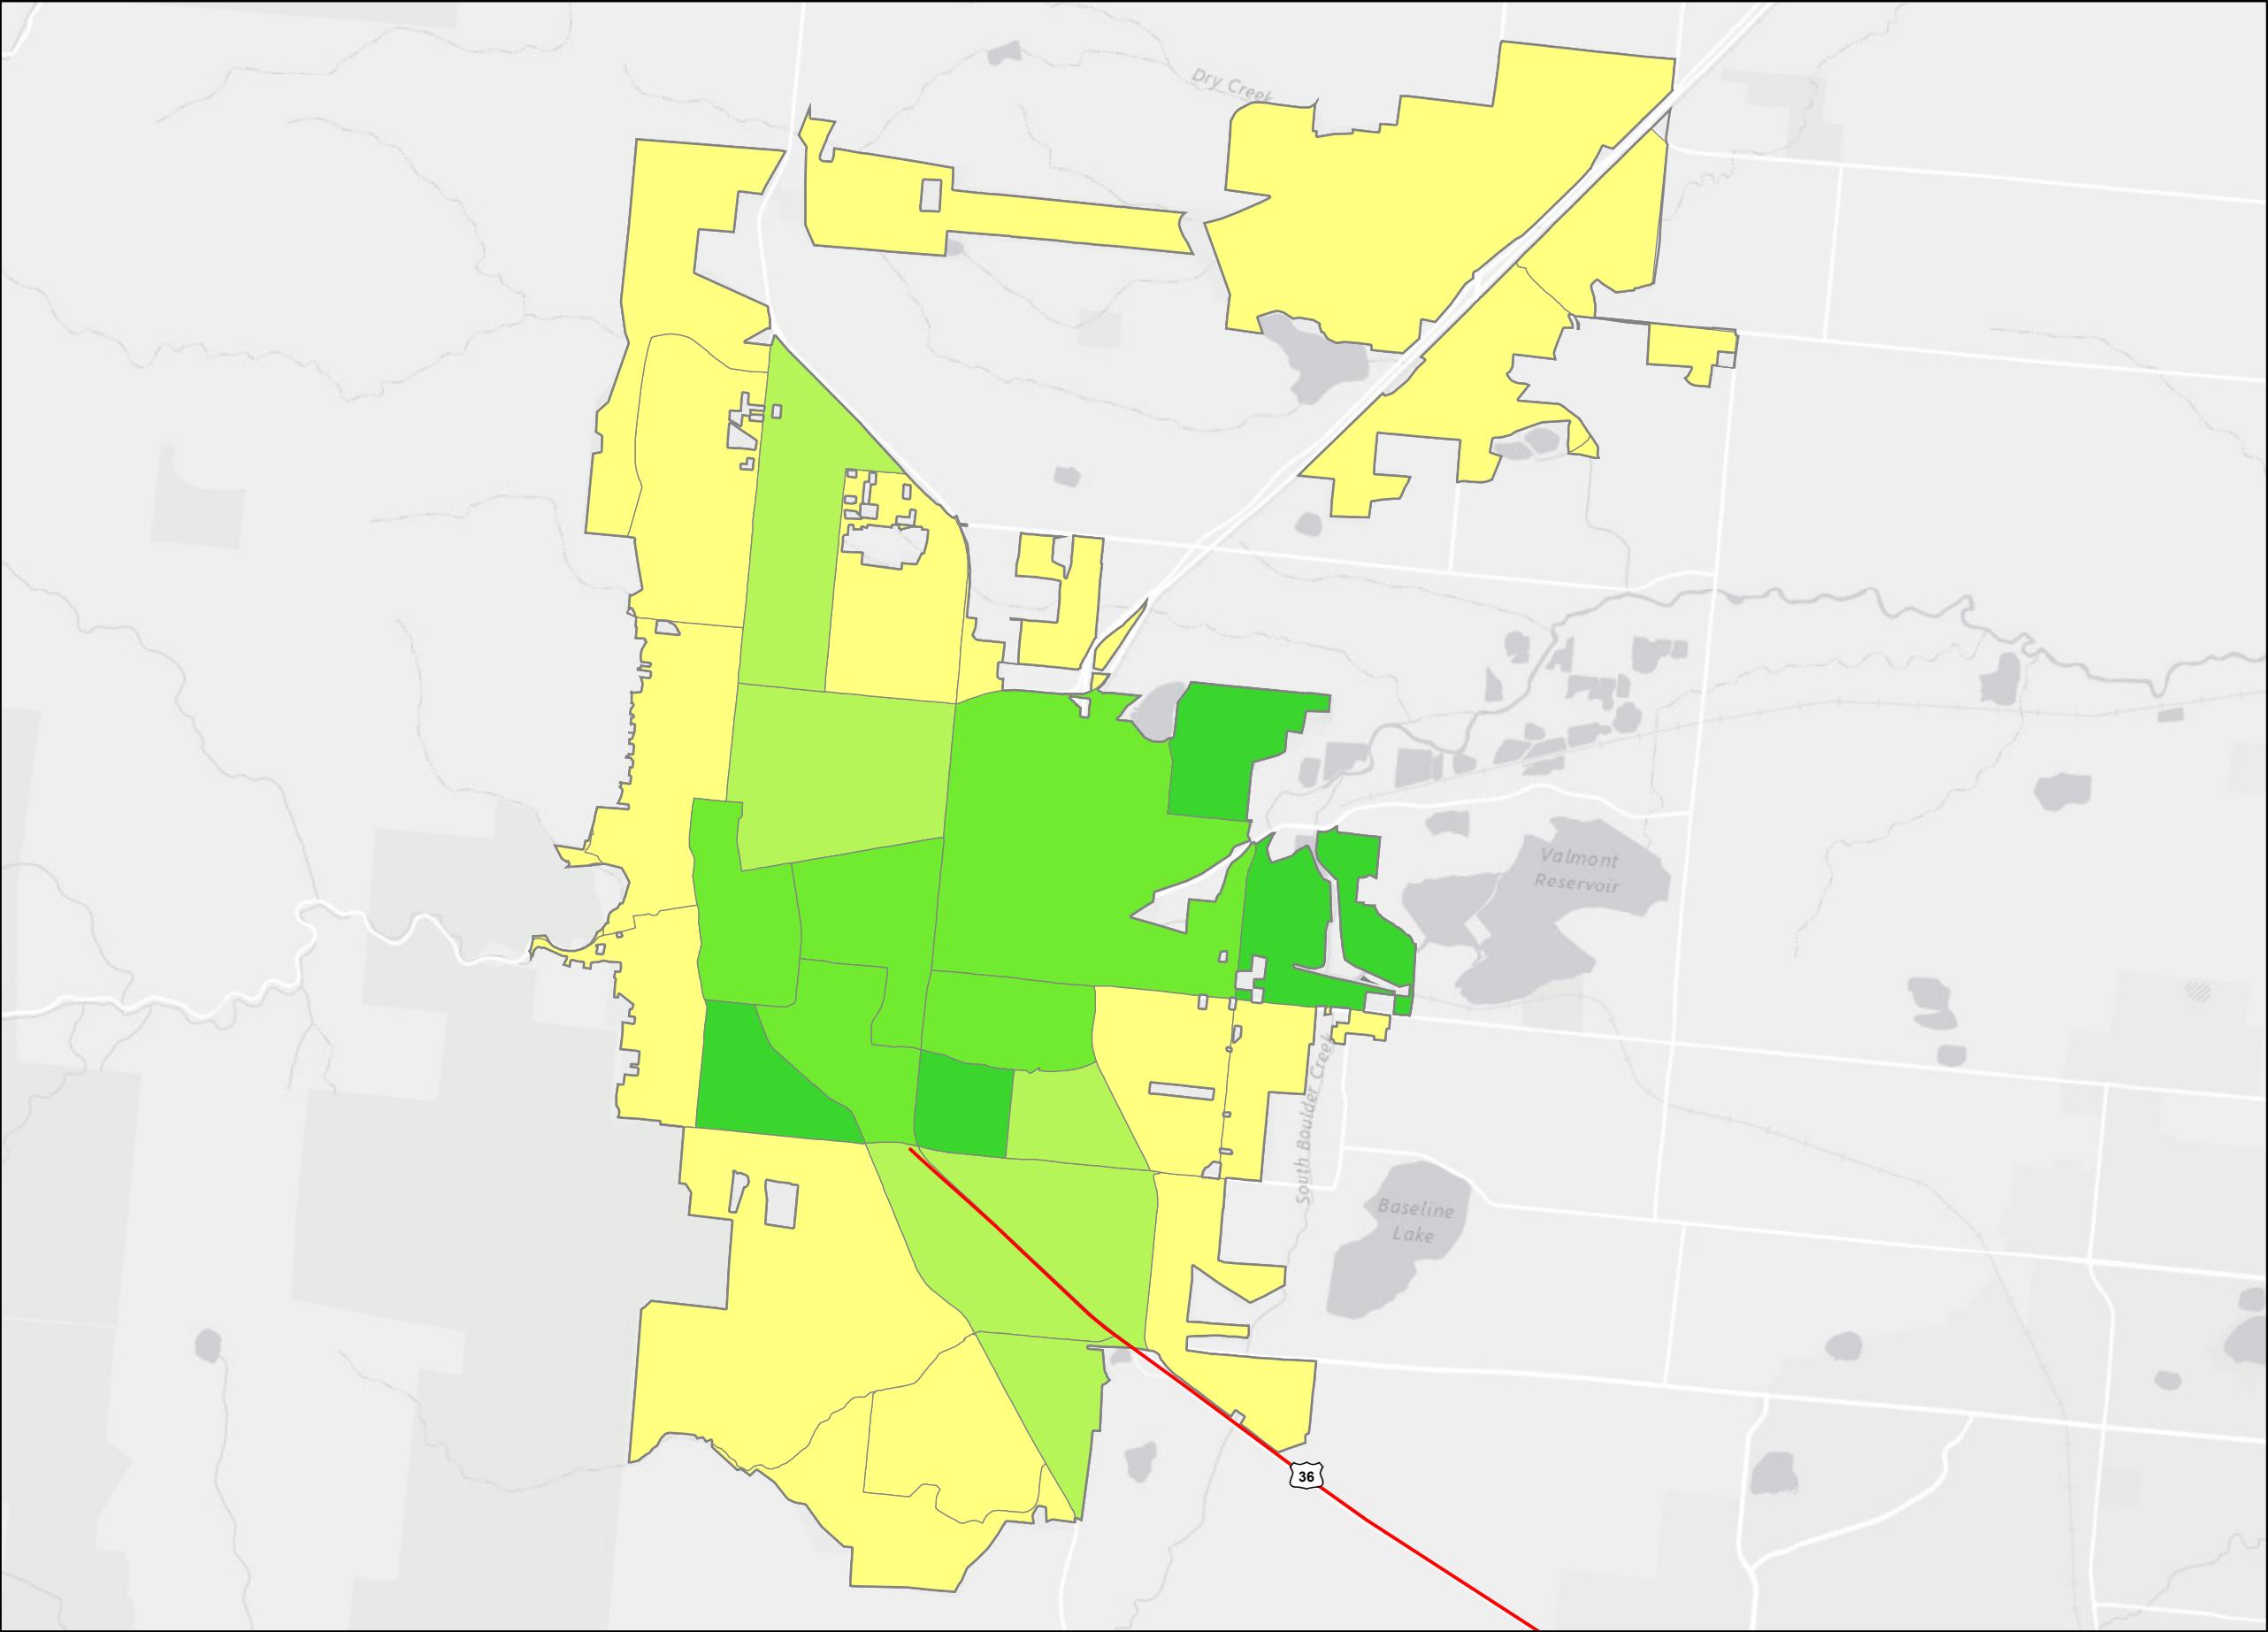 Dry Creek
Valmont
Reservoir
South Boulder Creek
Baseline
Lake
36